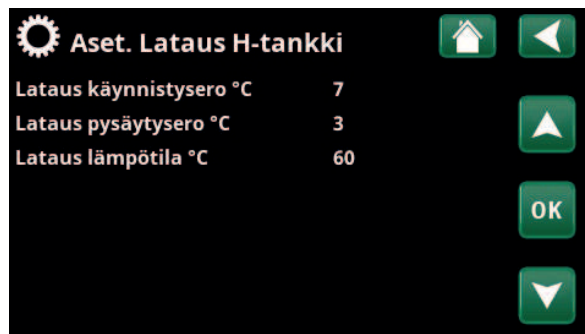 Aset. Lataus H-tankki
Lataus käynnistysero °C 7
Lataus pysäytysero °C 3
Lataus lämpötila °C 60
OK